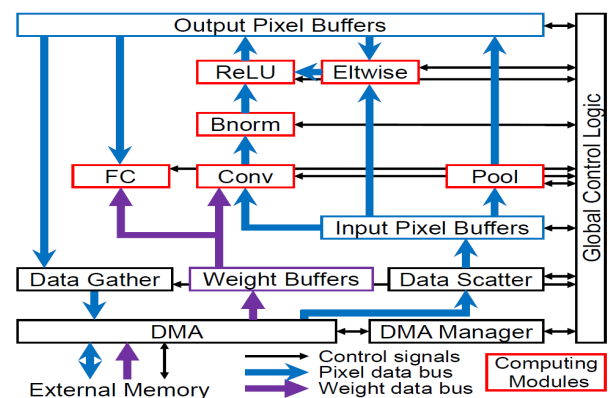 Output Pixel Buffers
ReLU
Eltwise
Bnorm
FC
Conv
Pool
Input Pixel Buffers
Data Gather
Weight Buffers
Data Scatter
DMA
DMA Manager
Global Control Logic
External Memory
Control signals
Pixel data bus
Weight data bus
Computing
Modules